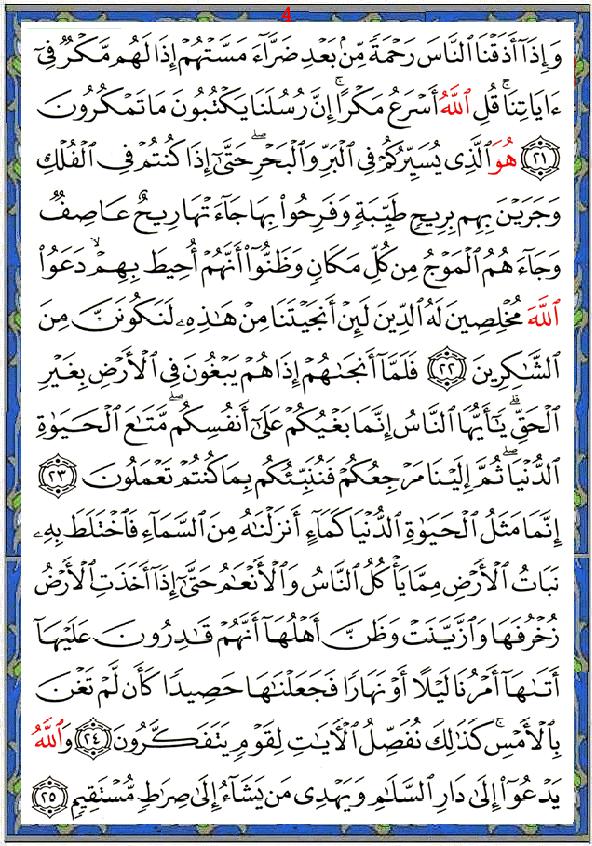 4
وَإِذَآ أَذَقۡنَا ٱلنَّاسَ رَحۡمَةٗ مِّنۢ بَعۡدِ ضَرَّآءَ مَسَّتۡهُمۡ إِذَا لَهُم مَّكۡرٞ فِيٓ
ءَايَاتِنَاۚ قُلِ ٱللَّهُ أَسۡرَعُ مَكۡرًاۚ إِنَّ رُسُلَنَا يَكۡتُبُونَ مَا تَمۡكُرُونَ
٢١ هُوَ ٱلَّذِي يُسَيِّرُكُمۡ فِي ٱلۡبَرِّ وَٱلۡبَحۡرِۖ حَتَّىٰٓ إِذَا كُنتُمۡ فِي ٱلۡفُلۡكِ
وَجَرَيۡنَ بِهِم بِرِيحٖ طَيِّبَةٖ وَفَرِحُواْ بِهَا جَآءَتۡهَا رِيحٌ عَاصِفٞ
وَجَآءَهُمُ ٱلۡمَوۡجُ مِن كُلِّ مَكَانٖ وَظَنُّوٓاْ أَنَّهُمۡ أُحِيطَ بِهِمۡۙ دَعَوُاْ
ٱللَّهَ مُخۡلِصِينَ لَهُ ٱلدِّينَ لَئِنۡ أَنجَيۡتَنَا مِنۡ هَٰذِهِۦ لَنَكُونَنَّ مِنَ
ٱلشَّٰكِرِينَ ٢٢ فَلَمَّآ أَنجَىٰهُمۡ إِذَا هُمۡ يَبۡغُونَ فِي ٱلۡأَرۡضِ بِغَيۡرِ
ٱلۡحَقِّۗ يَٰٓأَيُّهَا ٱلنَّاسُ إِنَّمَا بَغۡيُكُمۡ عَلَىٰٓ أَنفُسِكُمۖ مَّتَٰعَ ٱلۡحَيَوٰةِ
ٱلدُّنۡيَاۖ ثُمَّ إِلَيۡنَا مَرۡجِعُكُمۡ فَنُنَبِّئُكُم بِمَا كُنتُمۡ تَعۡمَلُونَ ٢٣
إِنَّمَا مَثَلُ ٱلۡحَيَوٰةِ ٱلدُّنۡيَا كَمَآءٍ أَنزَلۡنَٰهُ مِنَ ٱلسَّمَآءِ فَٱخۡتَلَطَ بِهِۦ
نَبَاتُ ٱلۡأَرۡضِ مِمَّا يَأۡكُلُ ٱلنَّاسُ وَٱلۡأَنۡعَٰمُ حَتَّىٰٓ إِذَآ أَخَذَتِ ٱلۡأَرۡضُ
زُخۡرُفَهَا وَٱزَّيَّنَتۡ وَظَنَّ أَهۡلُهَآ أَنَّهُمۡ قَٰدِرُونَ عَلَيۡهَآ
أَتَىٰهَآ أَمۡرُنَا لَيۡلًا أَوۡ نَهَارٗا فَجَعَلۡنَٰهَا حَصِيدٗا كَأَن لَّمۡ تَغۡنَ
بِٱلۡأَمۡسِۚ كَذَٰلِكَ نُفَصِّلُ ٱلۡأٓيَٰتِ لِقَوۡمٖ يَتَفَكَّرُونَ ٢٤ وَٱللَّهُ
يَدۡعُوٓاْ إِلَىٰ دَارِ ٱلسَّلَٰمِ وَيَهۡدِي مَن يَشَآءُ إِلَىٰ صِرَٰطٖ مُّسۡتَقِيمٖ ٢٥